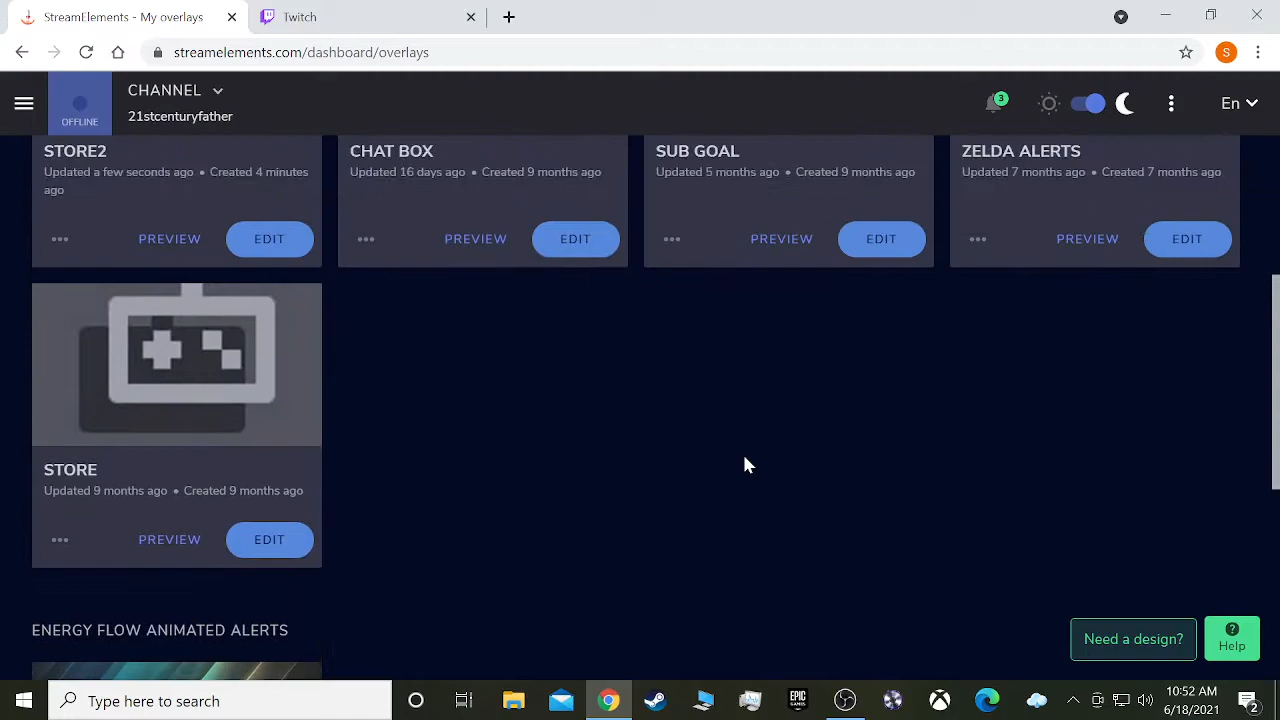 StreamElements - My overlays
Twitch
streamelements.com/dashboard/overlays
S
OFFLINE
CHANNEL
21stcenturyfather
3
En
STORE2
Updated a few seconds ago • Created 4 minutes
ago
PREVIEW
EDIT
CHAT BOX
Updated 16 days ago • Created 9 months ago
PREVIEW
EDIT
SUB GOAL
Updated 5 months ago • Created 9 months ago
PREVIEW
EDIT
ZELDA ALERTS
Updated 7 months ago • Created 7 months ago
PREVIEW
EDIT
STORE
Updated 9 months ago • Created 9 months ago
PREVIEW
EDIT
ENERGY FLOW ANIMATED ALERTS
Need a design?
Help
Type here to search
EPIC
GAMES
10:52 AM
6/18/2021
2